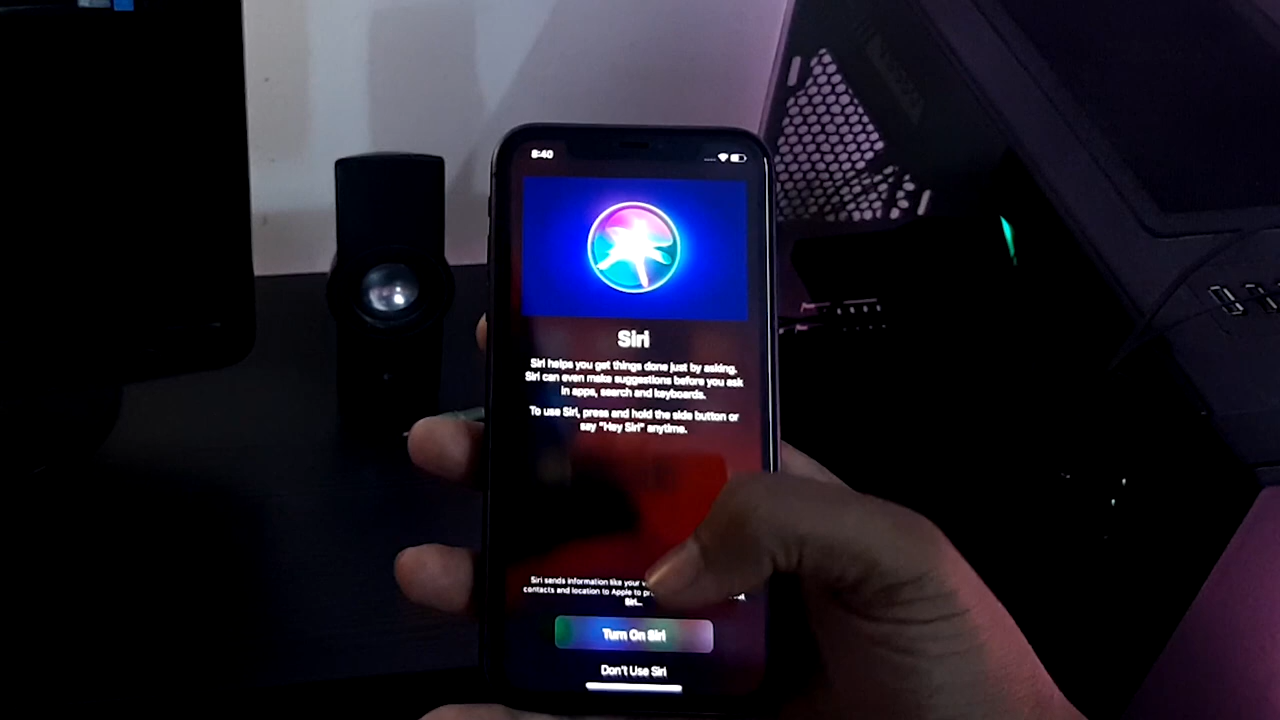 8:40
Siri
Siri helps you get things done just by asking.
Siri can even make suggestions before you ask
in apps, search and keyboards.
To use Siri, press and hold the side button or
say "Hey Siri" anytime.
Siri sends information like your
contacts and location to Apple to
Siri...
Turn On Siri
Don't Use Siri